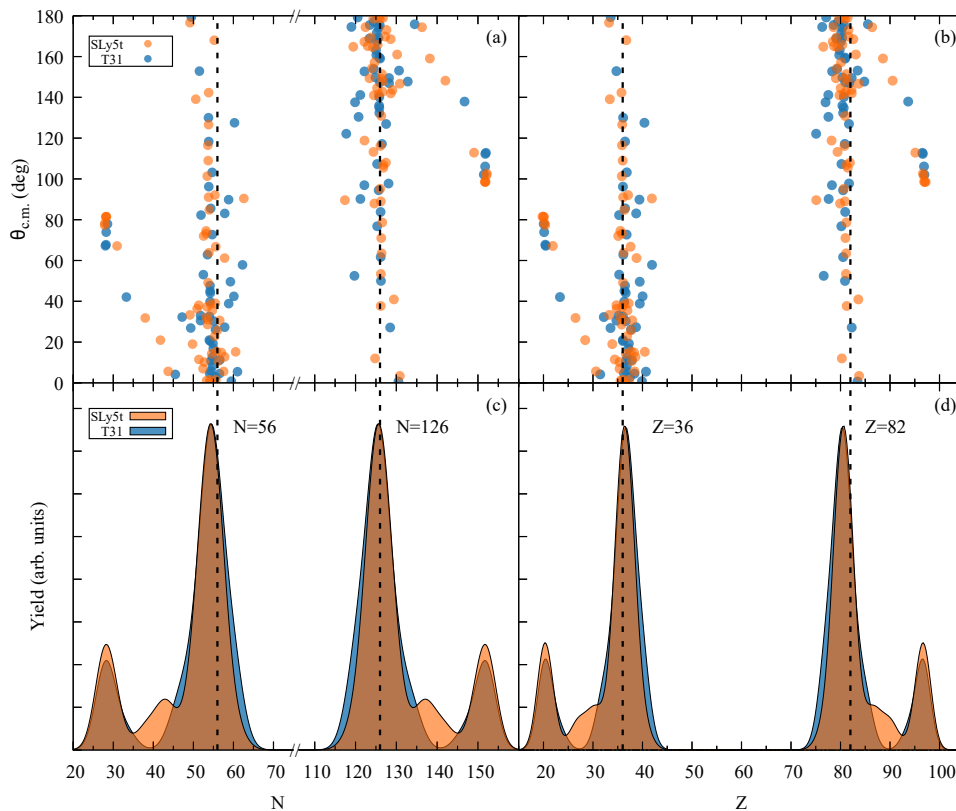 SLy5t
T31
(a)
(b)
180
160
140
120
100
80
60
40
20
0
θc.m. (deg)
SLy5t
T31
(c)
(d)
N=56
N=126
Z=36
Z=82
Yield (arb. units)
20 30 40 50 60 70 110 120 130 140 150 20 30 40 50 60 70 80 90 100
N
Z